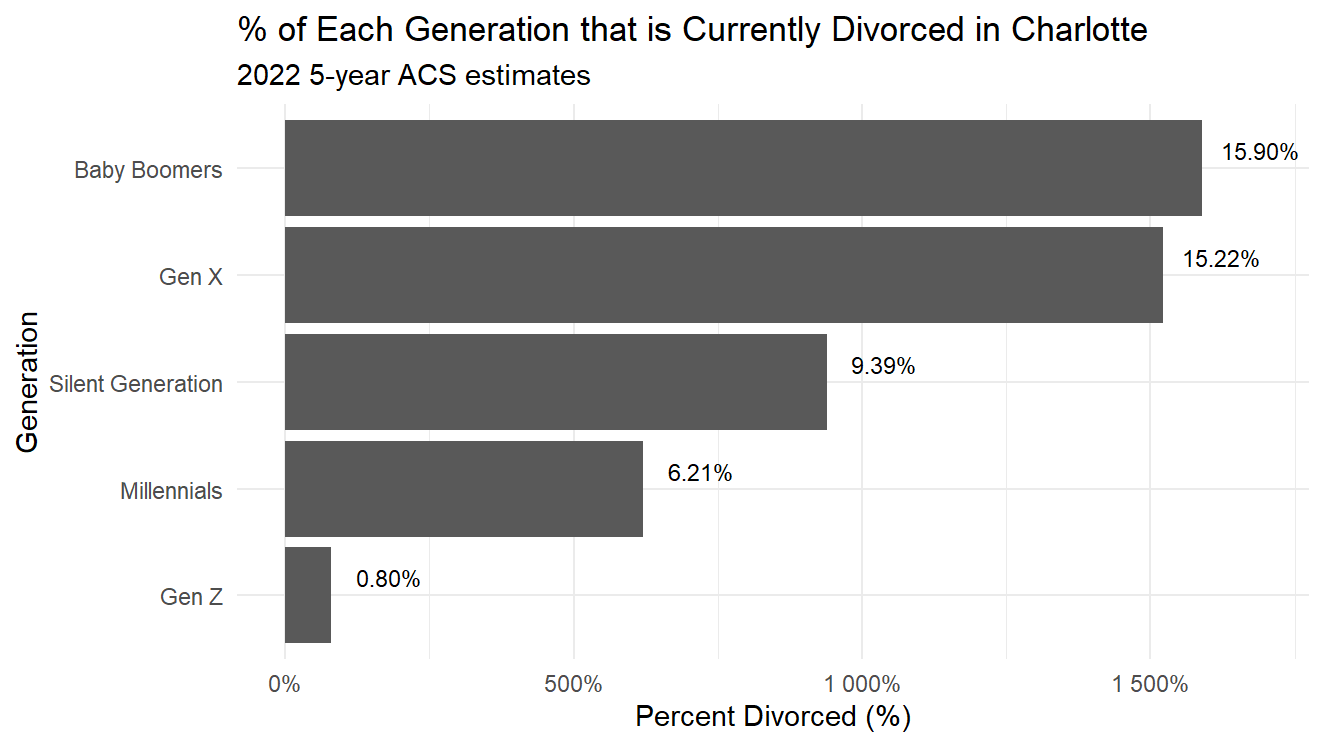 % of Each Generation that is Currently Divorced in Charlotte
2022 5-year ACS estimates
Generation
Baby Boomers
15.90%
Gen X
15.22%
Silent Generation
9.39%
Millennials
6.21%
Gen Z
0.80%
0%
500%
1 000%
1 500%
Percent Divorced (%)